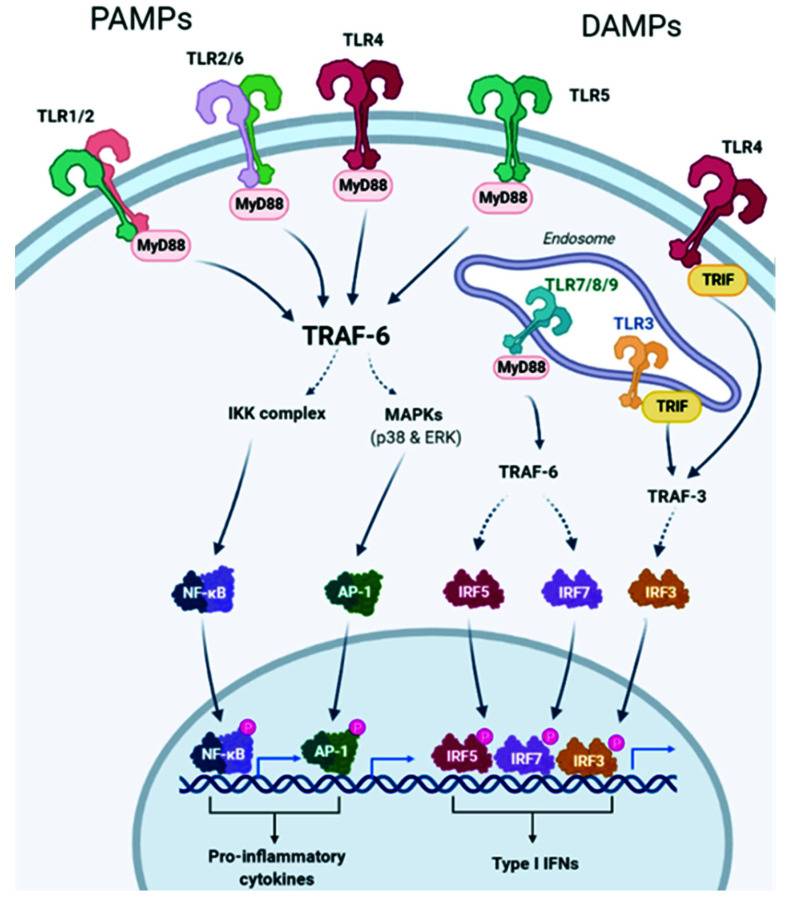 PAMPs
DAMPs
TLR4
TLR2/6
TLR5
TLR1/2
TLR4
MyD88
MyD88
MyD88
MyD88
Endosome
TRIF
TLR7/8/9
TLR3
TRAF-6
MyD88
TRIF
IKK complex
MAPKs
(p38 & ERK)
TRAF-6
TRAF-3
NF-κB
AP-1
IRF5
IRF7
IRF3
P
P
P
P
P
NF-κB
AP-1
IRF5
IRF7
IRF3
Pro-inflammatory
cytokines
Type I IFNs